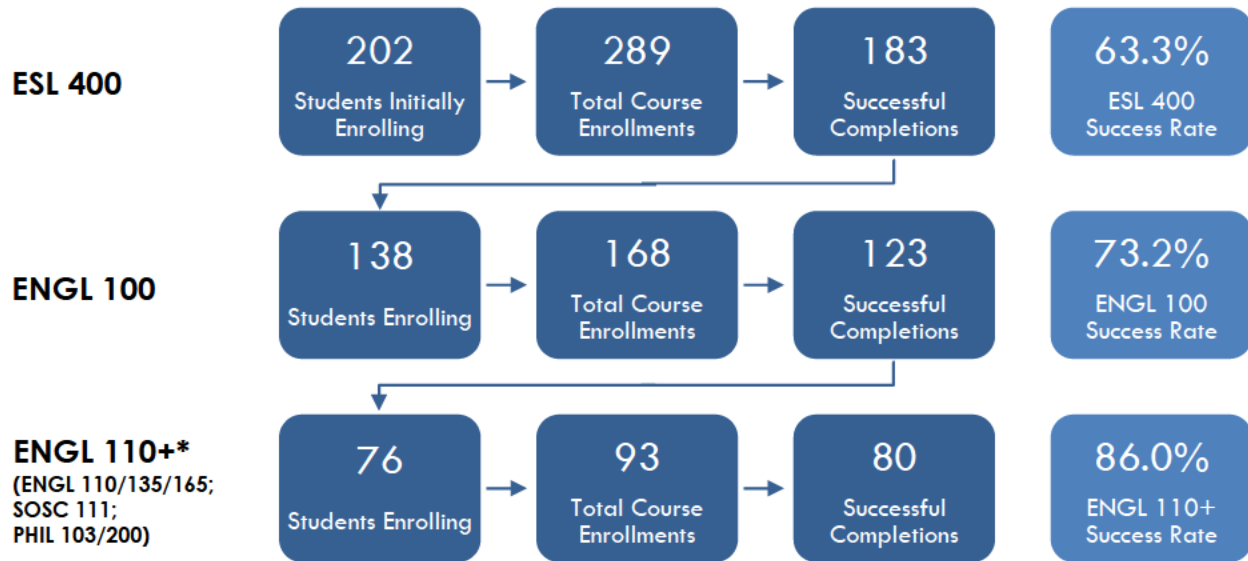 ESL 400
202
Students Initially
Enrolling
289
Total Course
Enrollments
183
Successful
Completions
63.3%
ESL 400
Success Rate
ENGL 100
138
Students Enrolling
168
Total Course
Enrollments
123
Successful
Completions
73.2%
ENGL 100
Success Rate
ENGL 110+*
(ENGL 110/135/165;
SOSC 111;
PHIL 103/200)
76
Students Enrolling
93
Total Course
Enrollments
80
Successful
Completions
86.0%
ENGL 110+
Success Rate